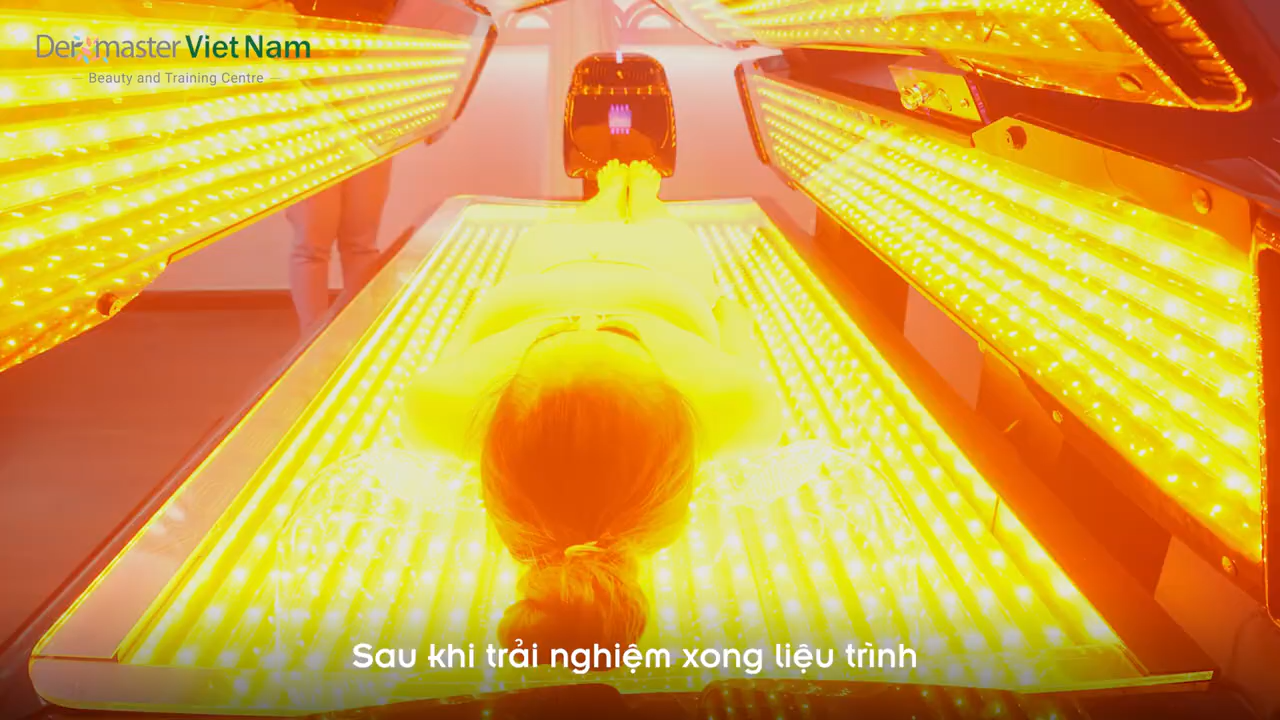 Dermaster Viet Nam
Beauty and Training Centre
Sau khi trải nghiệm xong liệu trình